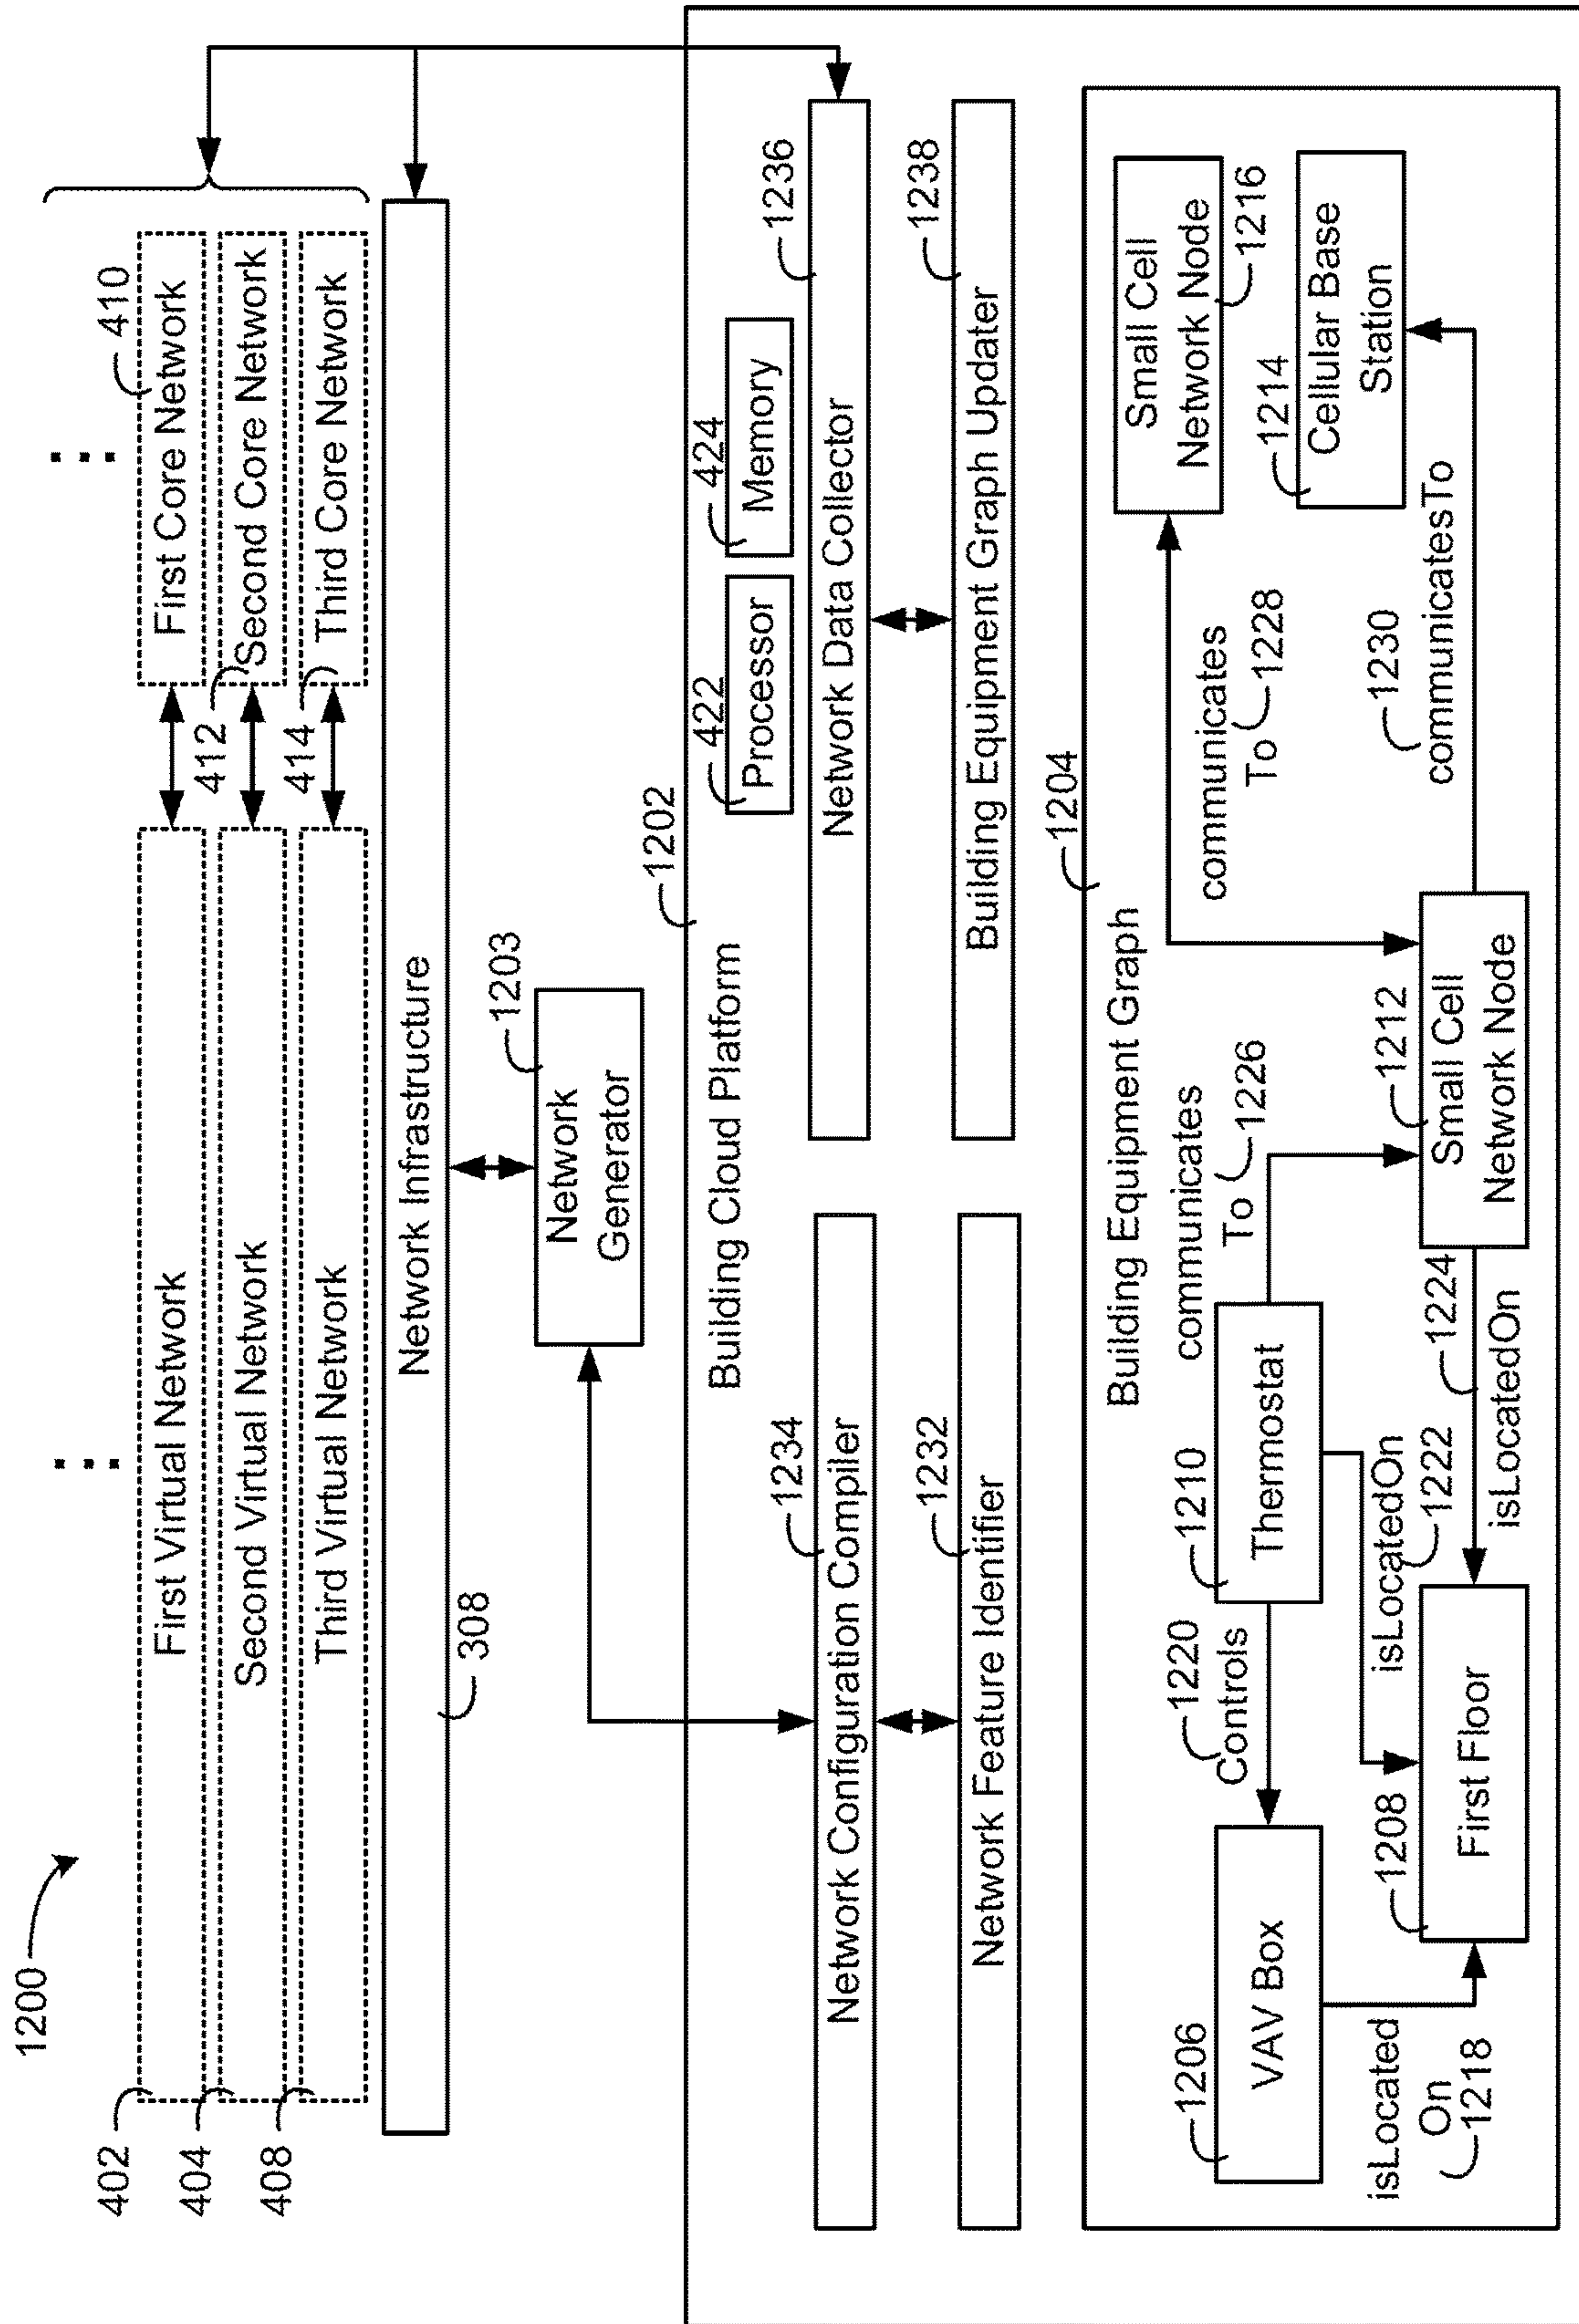 1200
402
404
408
First Virtual Network
Second Virtual Network
Third Virtual Network
...
...
410
412
414
First Core Network
Second Core Network
Third Core Network
308
Network Infrastructure
1203
Network
Generator
1202
Building Cloud Platform
422
Processor
424
Memory
1234
Network Configuration Compiler
1236
Network Data Collector
1232
Network Feature Identifier
1238
Building Equipment Graph Updater
1204
Building Equipment Graph
1206
VAV Box
1220
Controls
1210
Thermostat
communicates
To
1226
communicates
To
1228
Small Cell
Network Node
1216
isLocated
On
1218
1208
First Floor
isLocatedOn
1222
1224
isLocatedOn
1212
Small Cell
Network Node
1230
communicatesTo
1214
Cellular Base
Station